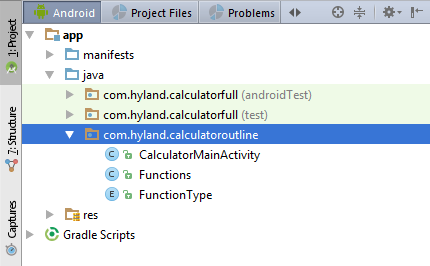 Android Project Files Problems
app
manifests
java
com.hyland.calculatorfull (androidTest)
com.hyland.calculatorfull (test)
com.hyland.calculatoroutline
C CalculatorMainActivity
C Functions
E FunctionType
res
Gradle Scripts
1: Project
7: Structure
Captures